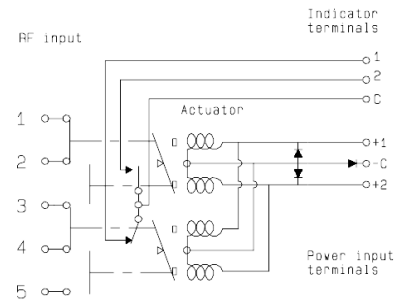 Indicator
terminals
RF input
1
2
C
Actuator
1
2
3
4
5
+1
-C
+2
Power input
terminals